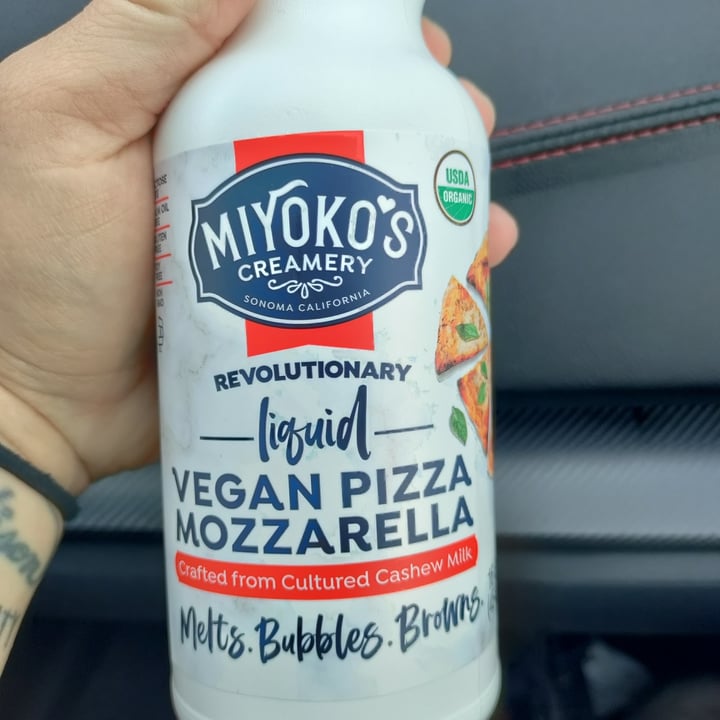 USDA
ORGANIC
MIYOKO'S
CREAMERY
SONOMA CALIFORNIA
REVOLUTIONARY
liquid
VEGAN PIZZA
MOZZARELLA
Crafted from Cultured Cashew Milk
Melts. Bubbles. Browns.